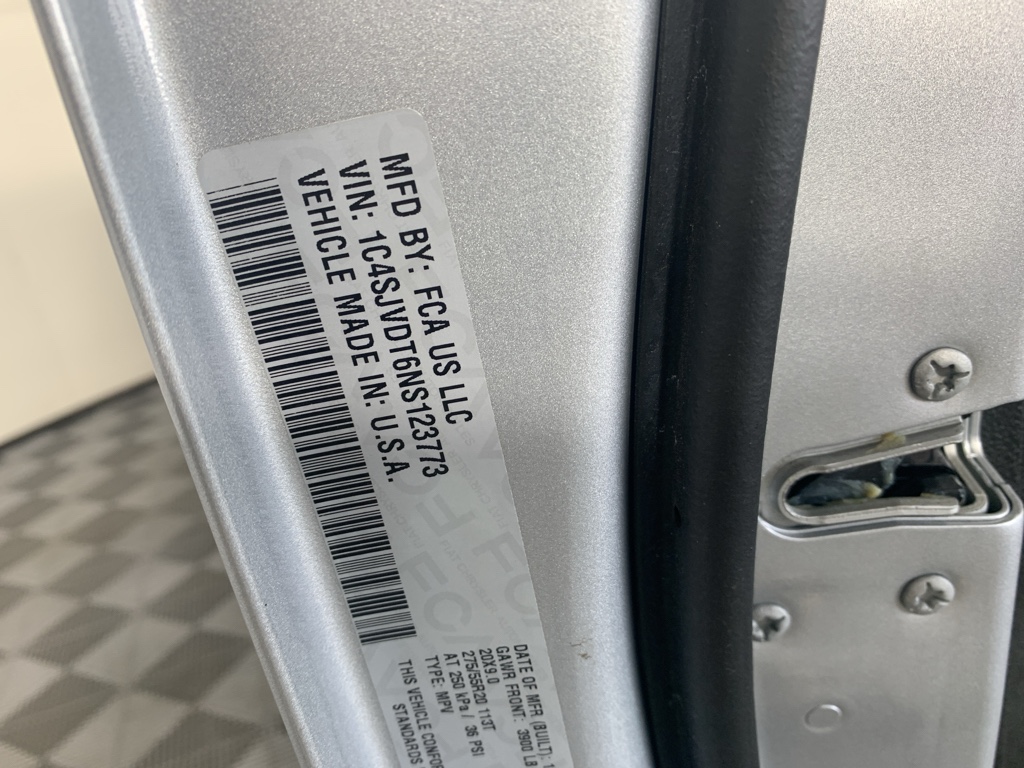 MFD BY: FCA US LLC
VIN: 1C4SJVDT6NS123773
VEHICLE MADE IN: U.S.A.
DATE OF MFR (BUILT):
GAWR FRONT: 3900 LB
20X9.0
275/55R20 113T
AT 250 kPa / 36 PSI
TYPE: MPV
THIS VEHICLE
STANDARDS